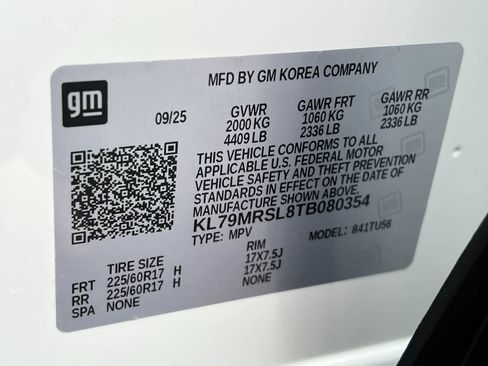 MFD BY GM KOREA COMPANY
gm
09/25
GVWR GAWR FRT GAWR RR
2000 KG 1060 KG 1060 KG
4409 LB 2336 LB 2336 LB
THIS VEHICLE CONFORMS TO ALL
APPLICABLE U.S. FEDERAL MOTOR
VEHICLE SAFETY AND THEFT PREVENTION
STANDARDS IN EFFECT ON THE DATE OF
MANUFACTURE SHOWN ABOVE.
KL79MRSL8TB080354
TYPE: MPV MODEL: 841TU56
TIRE SIZE RIM
FRT 225/60R17 H 17X7.5J
RR 225/60R17 H 17X7.5J
SPA NONE NONE